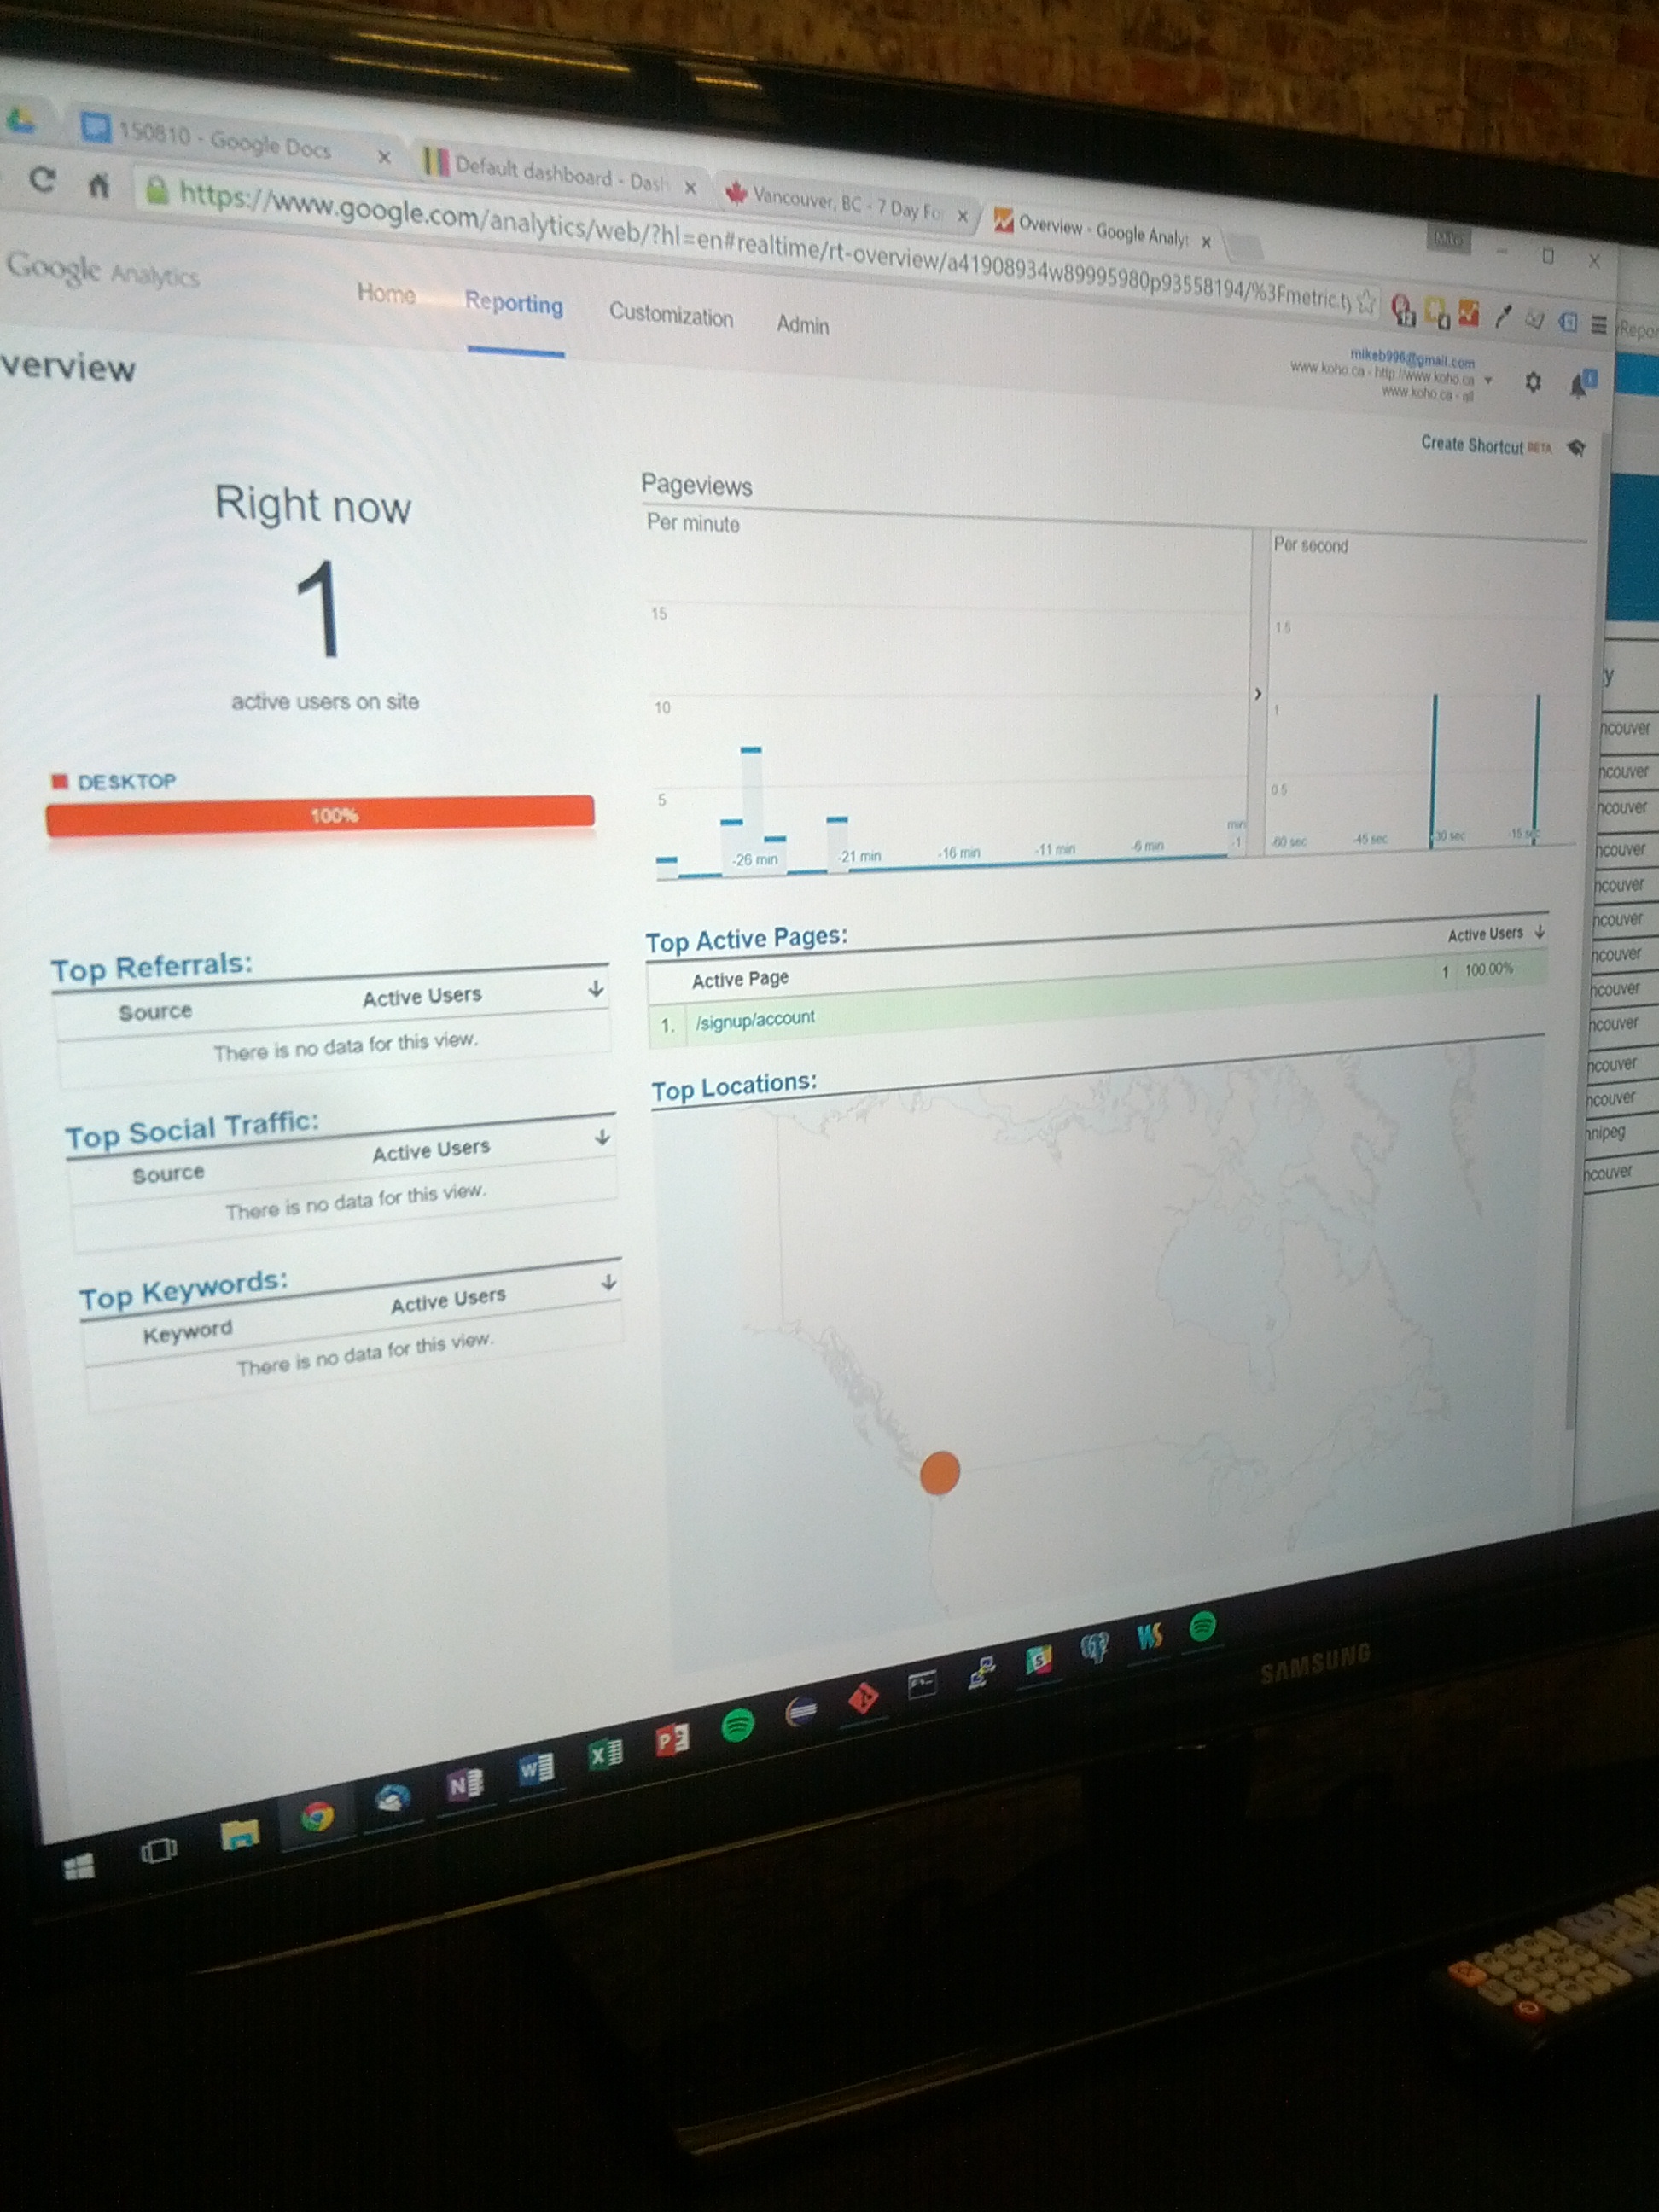 150810 - Google Docs
Default dashboard - Dash
Vancouver, BC - 7 Day For
Overview - Google Analyt
https://www.google.com/analytics/web/?hl=en#realtime/rt-overview/a41908934w89995980p93558194/%3Fmetric.ty
Google Analytics
Home
Reporting
Customization
Admin
Repor
mikeb996@gmail.com
www.koho.ca - http://www.koho.ca
www.koho.ca - all
verview
Create Shortcut BETA
Right now
1
active users on site
DESKTOP
100%
Pageviews
Per minute
Per second
15
10
5
-26 min
-21 min
-16 min
-11 min
-6 min
min
-1
1.5
1
0.5
-60 sec
-45 sec
-30 sec
-15 sec
Top Referrals:
Source
Active Users
There is no data for this view.
Top Social Traffic:
Source
Active Users
There is no data for this view.
Top Keywords:
Keyword
Active Users
There is no data for this view.
Top Active Pages:
Active Page
Active Users
1. /signup/account
1 100.00%
Top Locations:
y
ncouver
ncouver
ncouver
ncouver
ncouver
ncouver
ncouver
ncouver
ncouver
ncouver
ncouver
nnipeg
ncouver
SAMSUNG